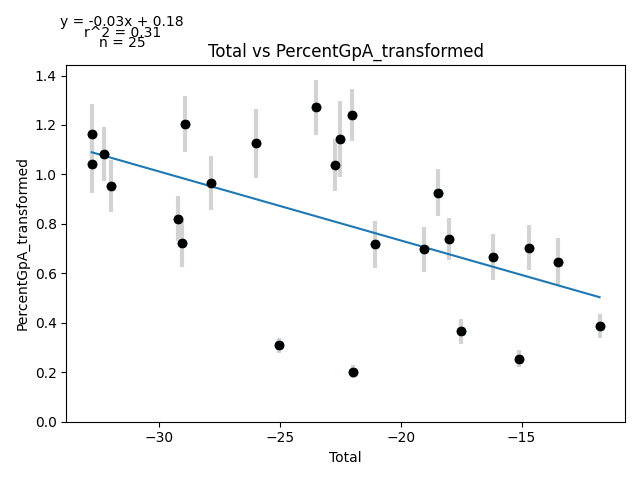 y = -0.03x + 0.18
r^2 = 0.31
n = 25
Total vs PercentGpA_transformed
PercentGpA_transformed
1.4
1.2
1.0
0.8
0.6
0.4
0.2
0.0
−30
−25
−20
−15
Total